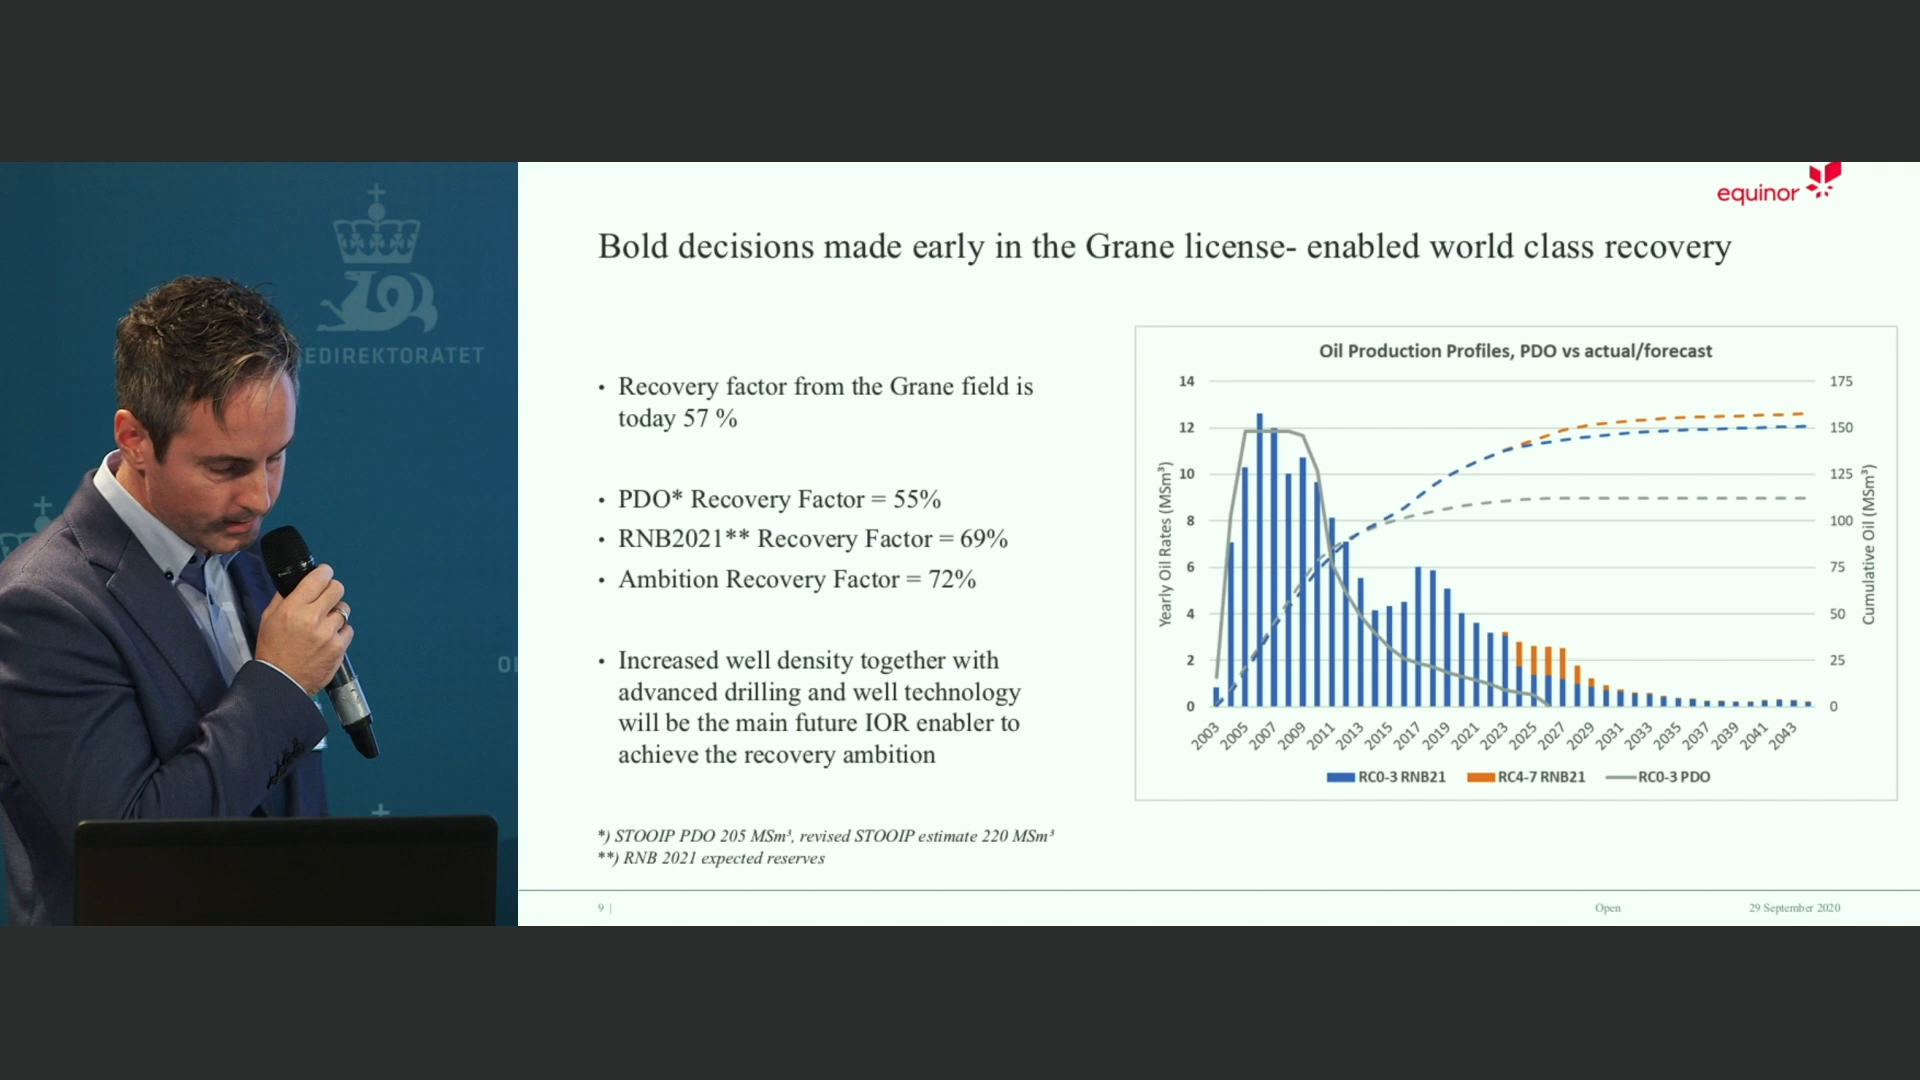 EDIREKTORATET
equinor
Bold decisions made early in the Grane license- enabled world class recovery
• Recovery factor from the Grane field is
today 57 %
• PDO* Recovery Factor = 55%
• RNB2021** Recovery Factor = 69%
• Ambition Recovery Factor = 72%
• Increased well density together with
advanced drilling and well technology
will be the main future IOR enabler to
achieve the recovery ambition
*) STOOIP PDO 205 MSm³, revised STOOIP estimate 220 MSm³
**) RNB 2021 expected reserves
Oil Production Profiles, PDO vs actual/forecast
14 175
12 150
10 125
8 100
6 75
4 50
2 25
0 0
Yearly Oil Rates (MSm³)
Cumulative Oil (MSm³)
2003 2005 2007 2009 2011 2013 2015 2017 2019 2021 2023 2025 2027 2029 2031 2033 2035 2037 2039 2041 2043
RC0-3 RNB21 RC4-7 RNB21 RC0-3 PDO
9 | Open 29 September 2020